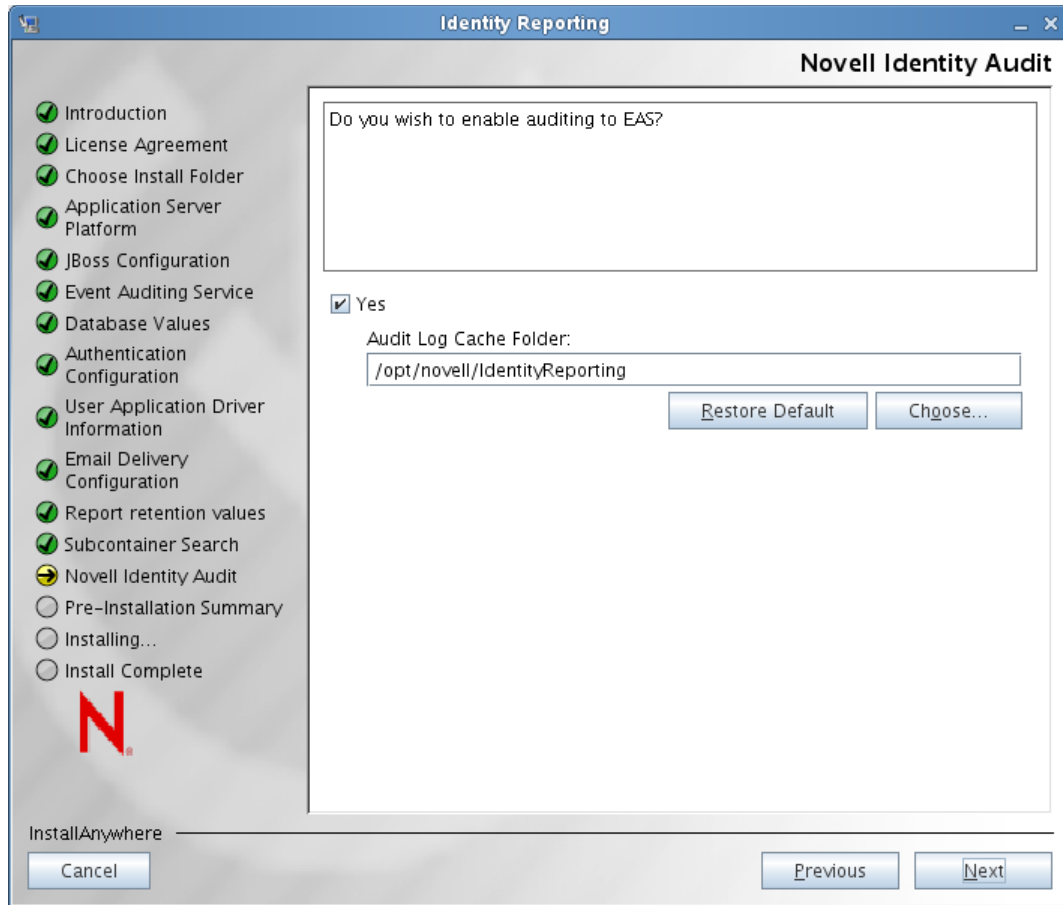 Identity Reporting
Novell Identity Audit
Introduction
License Agreement
Choose Install Folder
Application Server
Platform
JBoss Configuration
Event Auditing Service
Database Values
Authentication
Configuration
User Application Driver
Information
Email Delivery
Configuration
Report retention values
Subcontainer Search
Novell Identity Audit
Pre-Installation Summary
Installing...
Install Complete
N®
Do you wish to enable auditing to EAS?
Yes
Audit Log Cache Folder:
/opt/novell/IdentityReporting
Restore Default
Choose...
InstallAnywhere
Cancel
Previous
Next